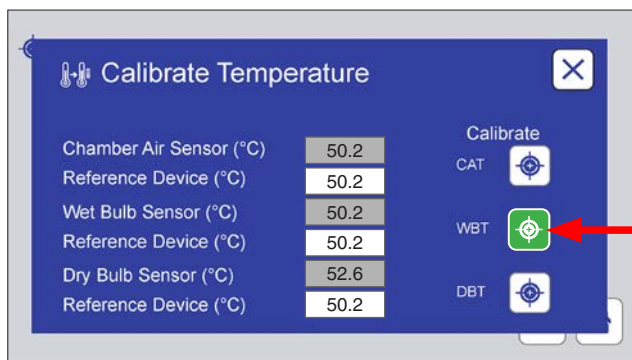 Calibrate Temperature
Calibrate
Chamber Air Sensor (°C) 50.2 CAT
Reference Device (°C) 50.2
Wet Bulb Sensor (°C) 50.2 WBT
Reference Device (°C) 50.2
Dry Bulb Sensor (°C) 52.6 DBT
Reference Device (°C) 50.2